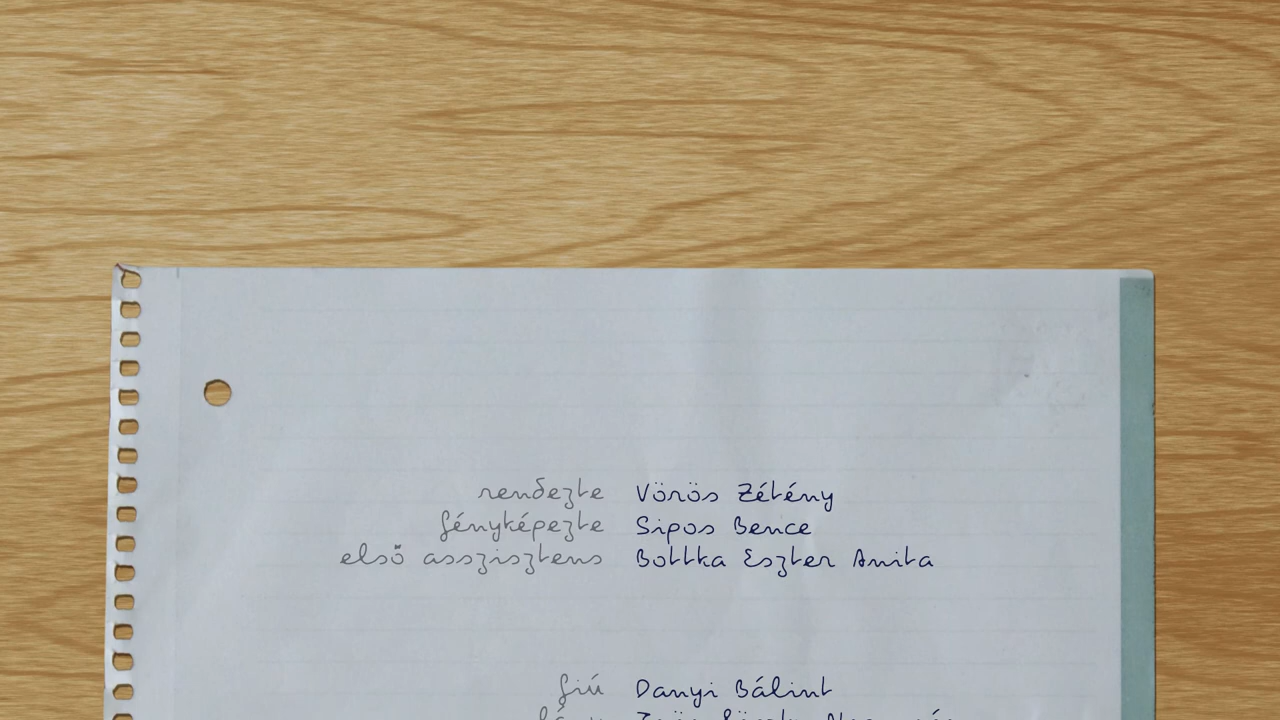 rendezte Vörös Zétény
fényképezte Sipos Bence
első asszisztens Bottka Eszter Anita
fiú Danyi Bálint